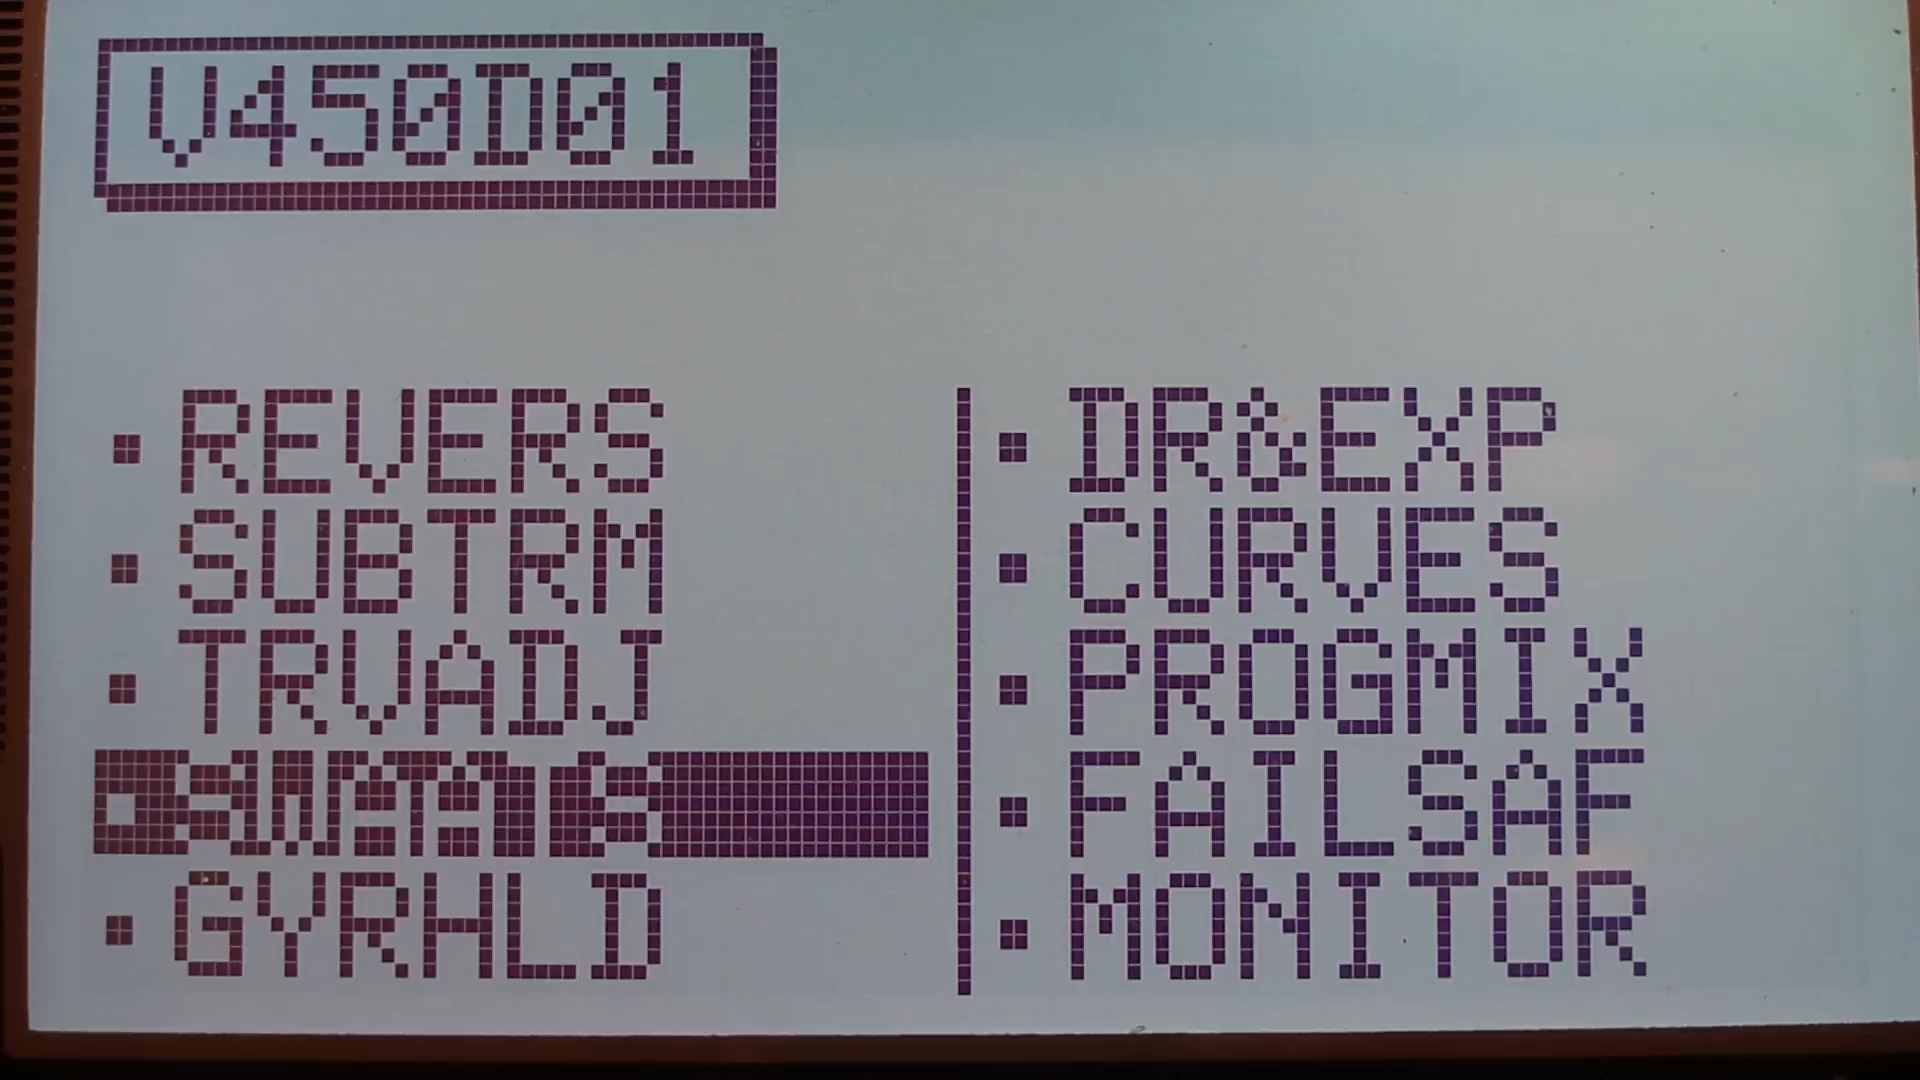 V450D01
REVERS
SUBTRM
TRVADJ
GYRHLD
DR&EXP
CURVES
PROGMIX
FAILSAF
MONITOR